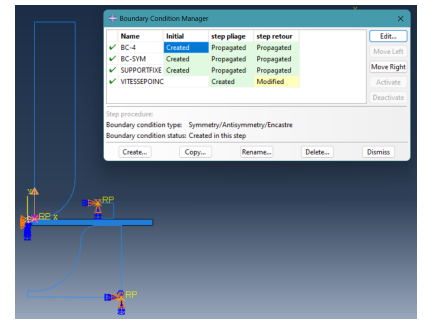 Boundary Condition Manager
Name Initial step pliage step retour
BC-4 Created Propagated Propagated
BC-SYM Created Propagated Propagated
SUPPORTFIXE Created Propagated Propagated
VITESSEPOINC Created Modified
Edit...
Move Left
Move Right
Activate
Deactivate
Step procedure:
Boundary condition type: Symmetry/Antisymmetry/Encastre
Boundary condition status: Created in this step
Create... Copy... Rename... Delete... Dismiss
Y
RP
RP X
RP